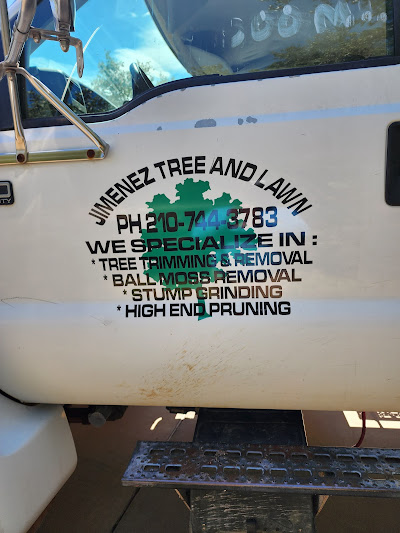 JIMENEZ TREE AND LAWN
PH 210-744-3783
WE SPECIALIZE IN :
* TREE TRIMMING & REMOVAL
* BALL MOSS REMOVAL
* STUMP GRINDING
* HIGH END PRUNING